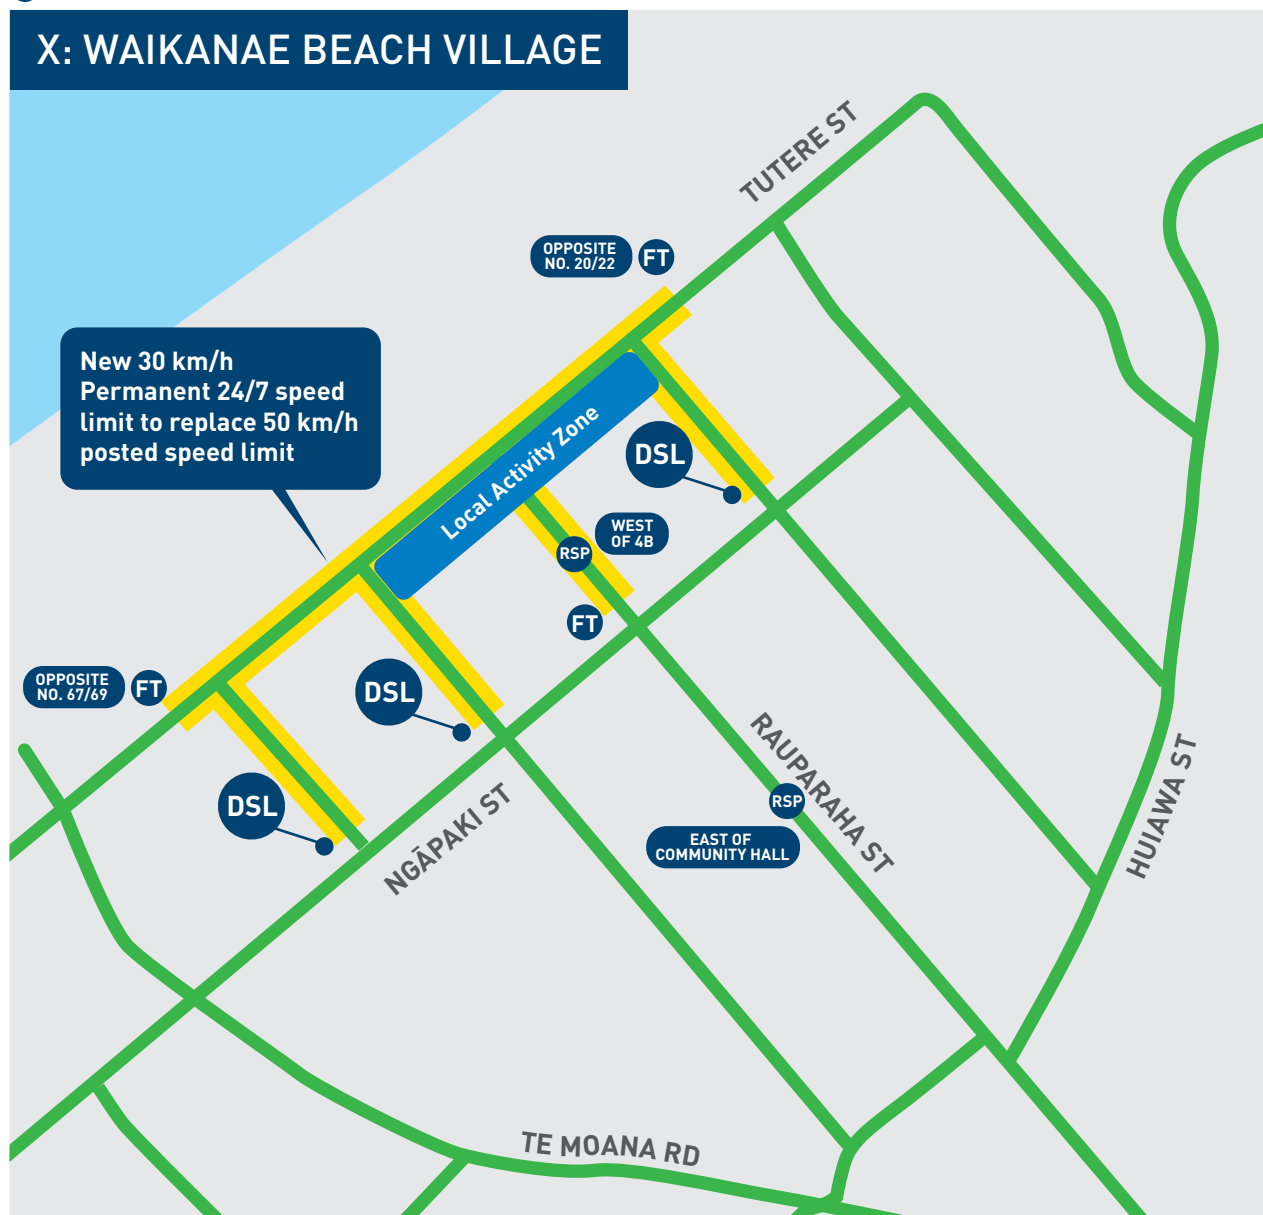 X: WAIKANAE BEACH VILLAGE
TUTERE ST
OPPOSITE
NO. 20/22
FT
New 30 km/h
Permanent 24/7 speed
limit to replace 50 km/h
posted speed limit
Local Activity Zone
DSL
WEST
OF 4B
RSP
FT
OPPOSITE
NO. 67/69
FT
DSL
DSL
NGĀPAKI ST
RAUPARAHA ST
RSP
EAST OF
COMMUNITY HALL
HUIAWA ST
TE MOANA RD